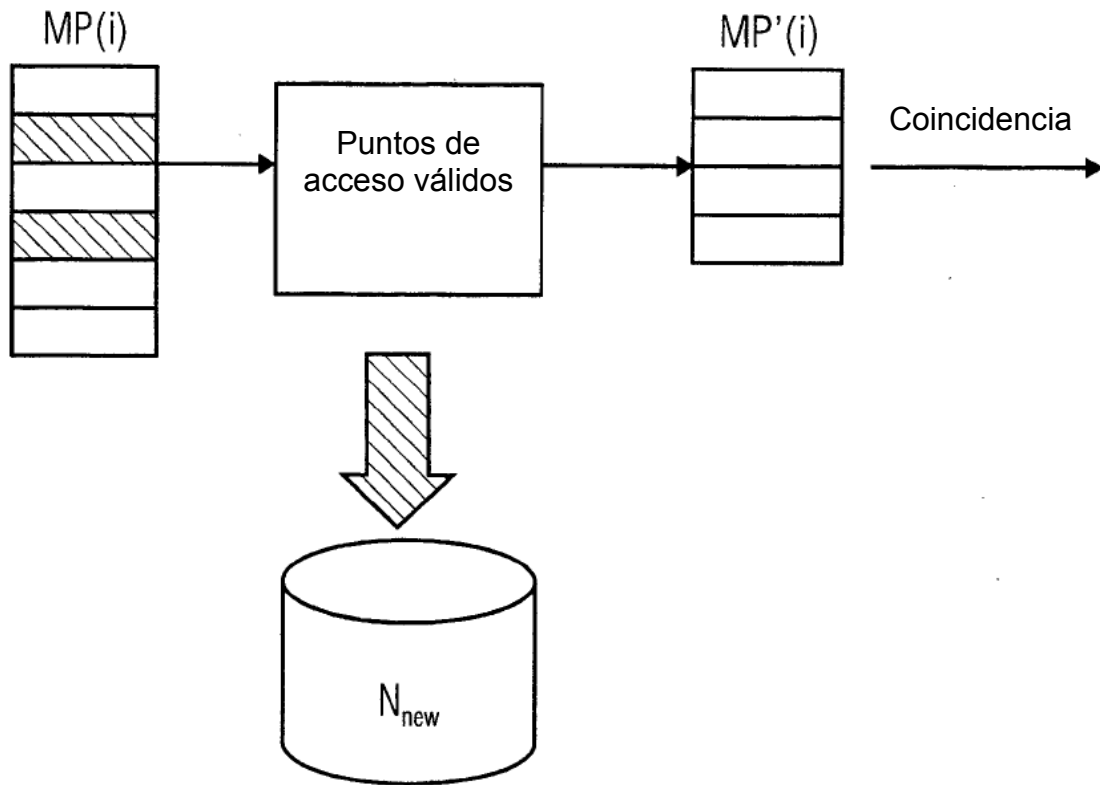 MP(i)
MP'(i)
Puntos de
acceso válidos
Coincidencia
N_new